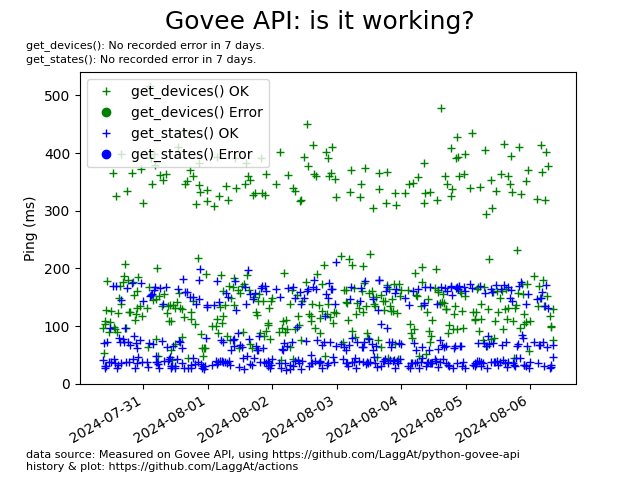 Govee API: is it working?
get_devices(): No recorded error in 7 days.
get_states(): No recorded error in 7 days.
get_devices() OK
get_devices() Error
get_states() OK
get_states() Error
Ping (ms)
500
400
300
200
100
0
2024-07-31
2024-08-01
2024-08-02
2024-08-03
2024-08-04
2024-08-05
2024-08-06
data source: Measured on Govee API, using https://github.com/LaggAt/python-govee-api
history & plot: https://github.com/LaggAt/actions